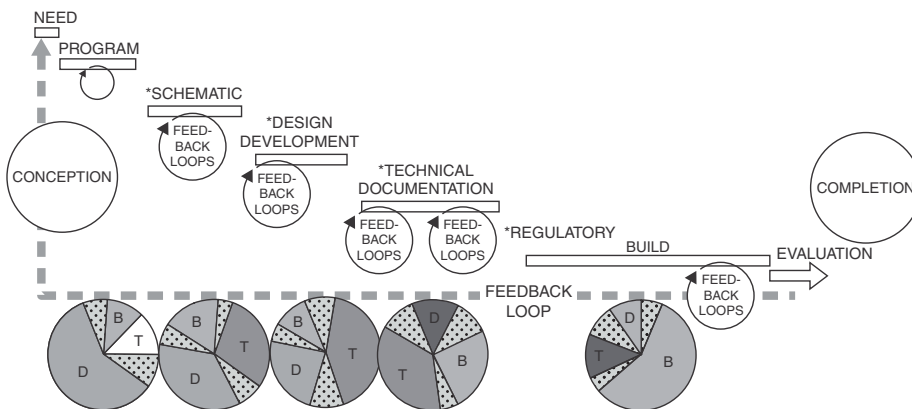 NEED
PROGRAM
*SCHEMATIC
FEED-
BACK
LOOPS
*DESIGN
DEVELOPMENT
FEED-
BACK
LOOPS
*TECHNICAL
DOCUMENTATION
FEED-
BACK
LOOPS
FEED-
BACK
LOOPS
CONCEPTION
COMPLETION
*REGULATORY
BUILD
EVALUATION
FEED-
BACK
LOOPS
FEEDBACK
LOOP
B
T
D
B
T
D
B
T
D
D
B
T
D
T
B